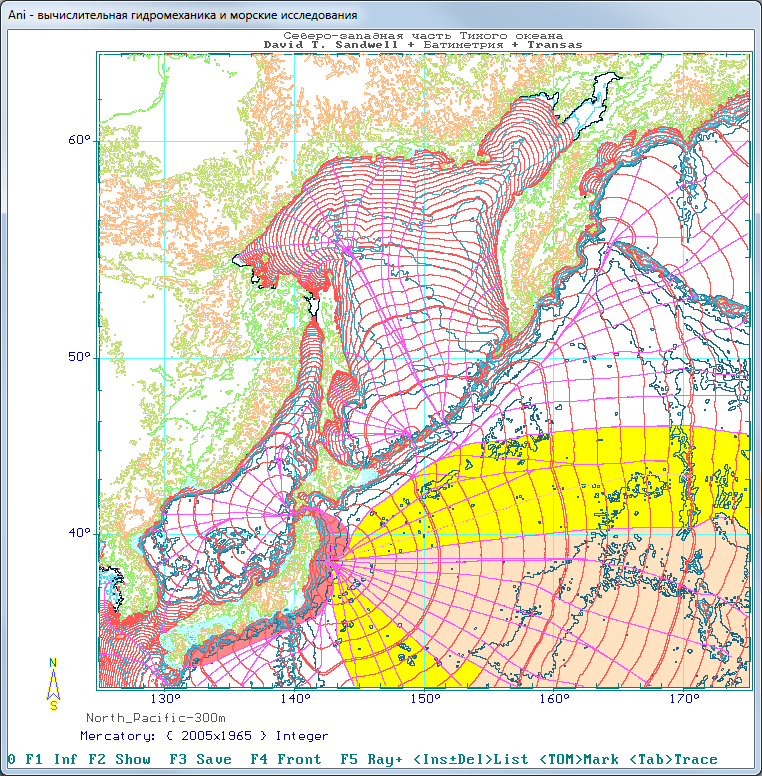 Ani - вычислительная гидромеханика и морские исследования
Северо-западная часть Тихого океана
David T. Sandwell + Батиметрия + Transas
60°
50°
40°
130° 140° 150° 160° 170°
N
S
North_Pacific-300m
Mercatory: { 2005x1965 } Integer
0 F1 Inf F2 Show F3 Save F4 Front F5 Ray+ <Ins±Del>List <TOM>Mark <Tab>Trace